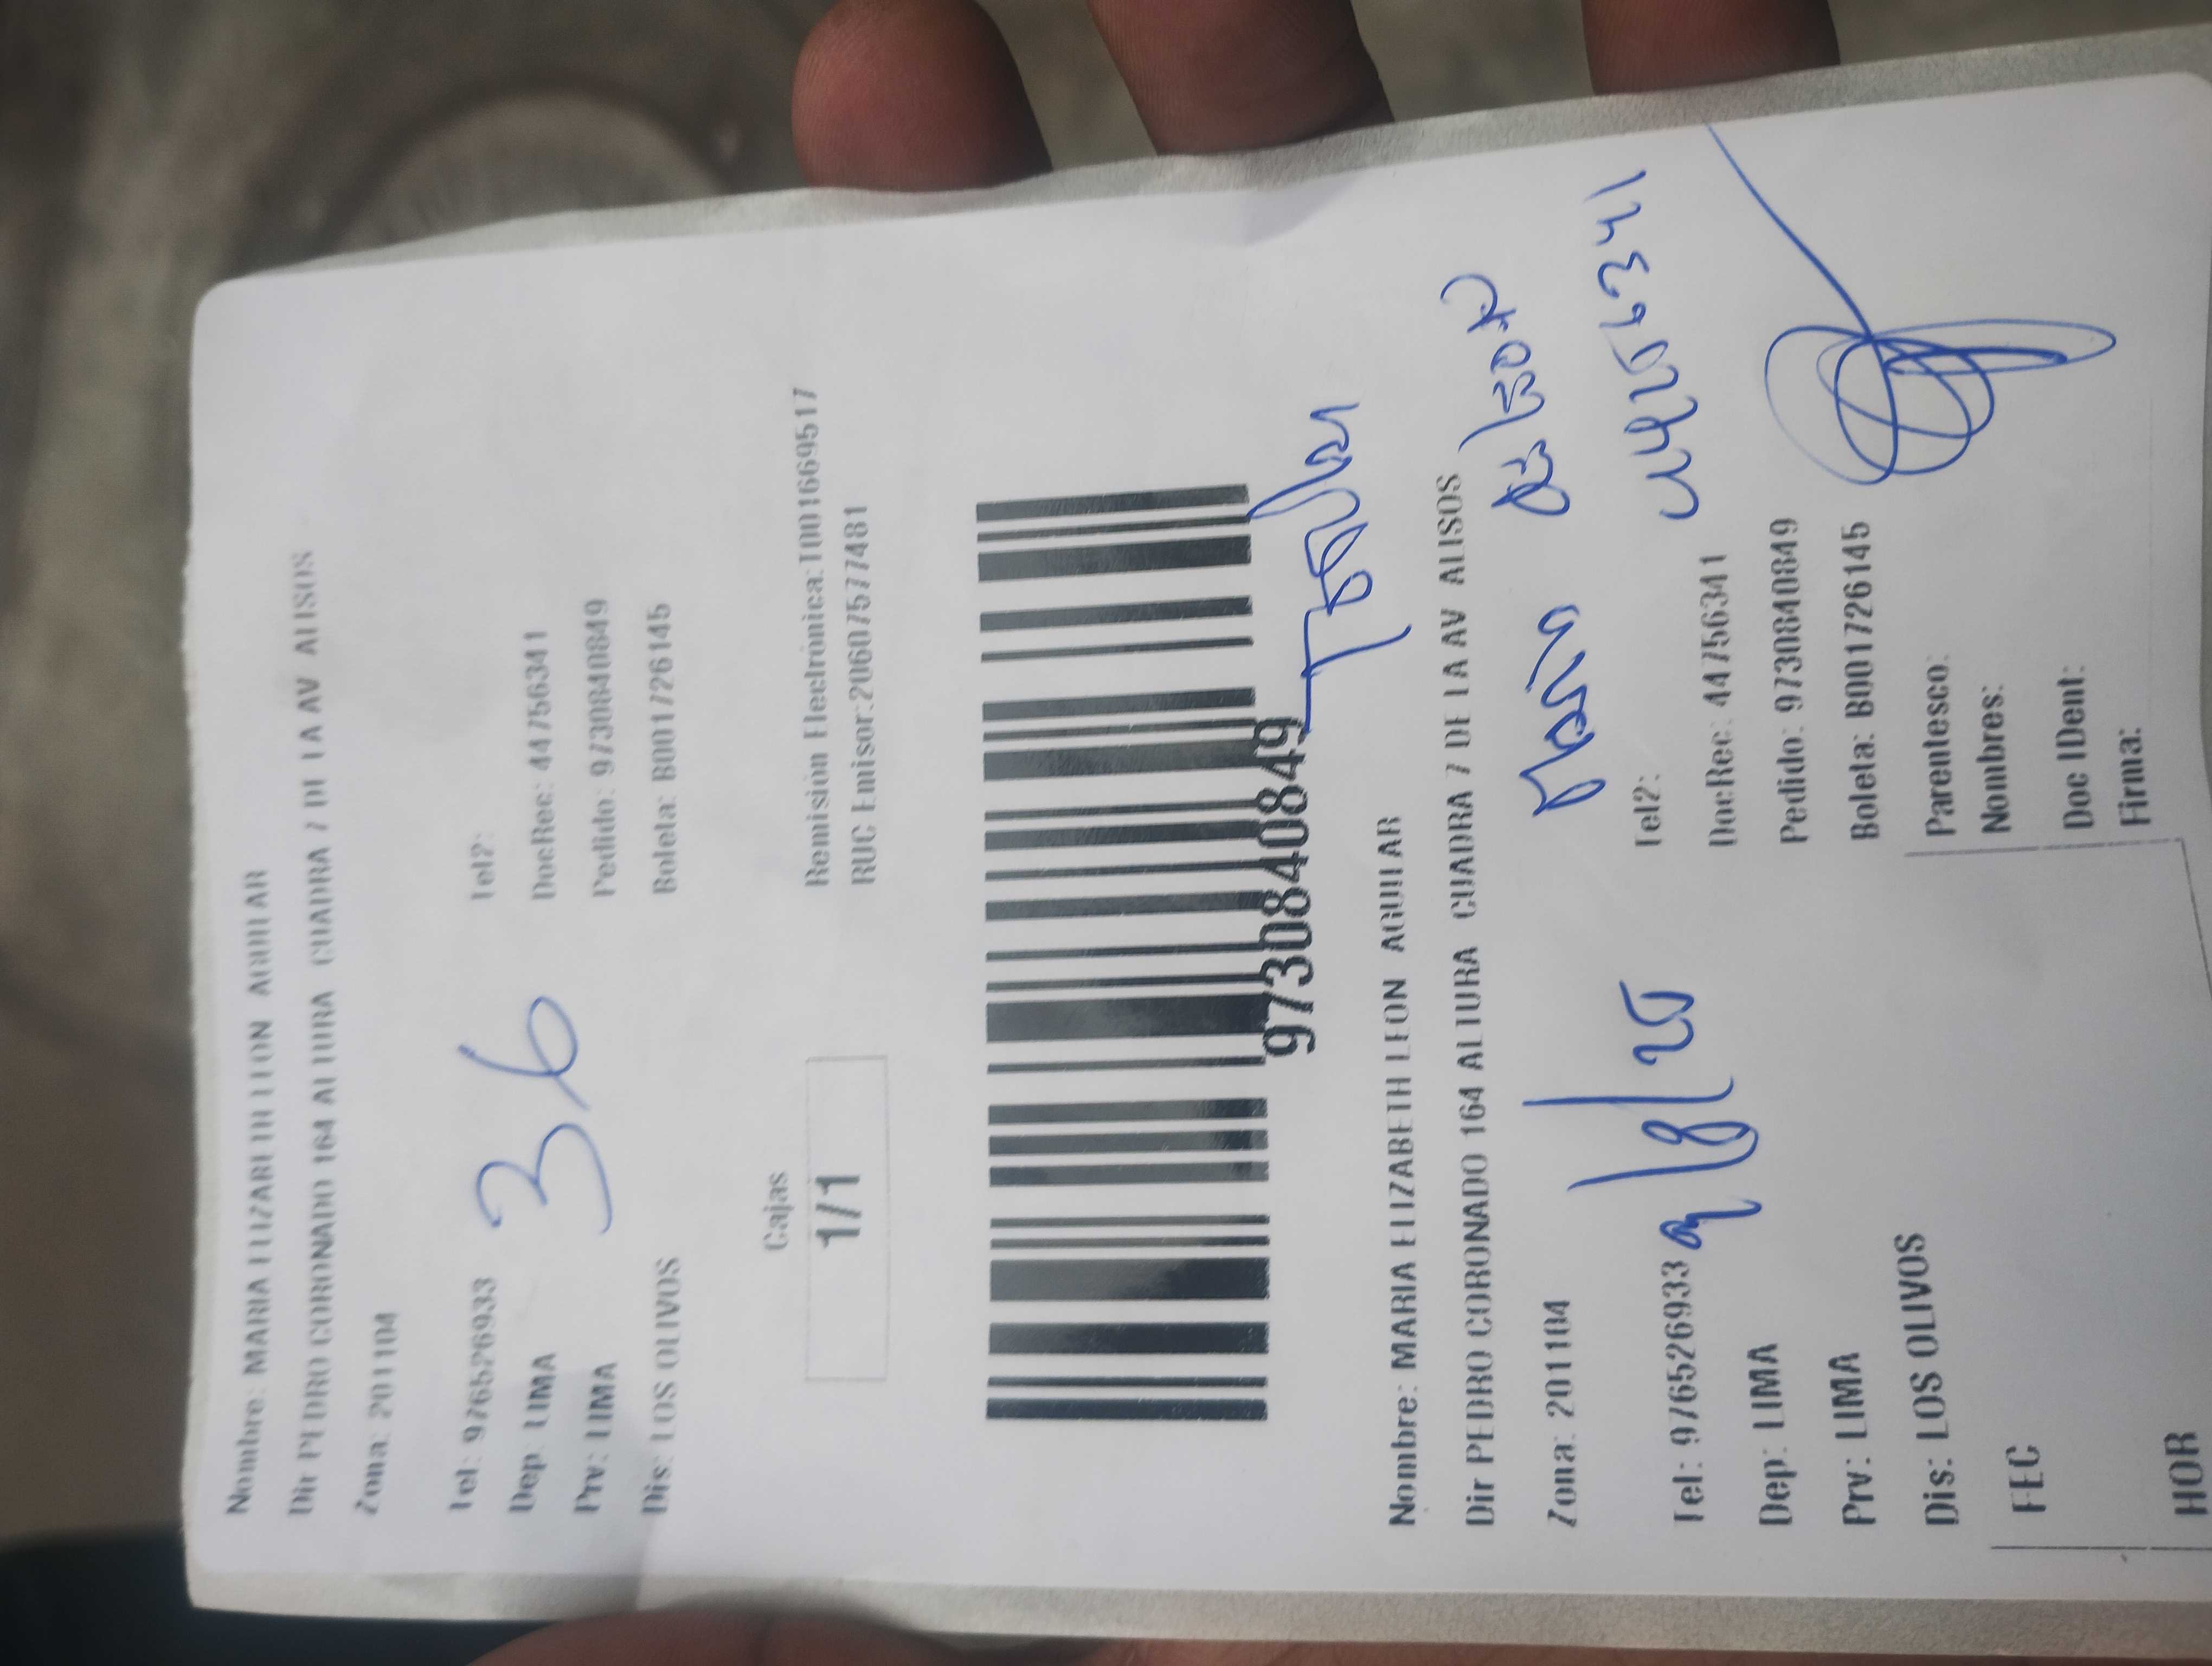 Nombre: MARIA ELIZABETH LEON AGUILAR
Dir PEDRO CORONADO 164 ALTURA CUADRA 7 DE LA AV ALISOS
Zona: 201104
Tel: 976526933 Tel2:
Dep LIMA DocRec: 44756341
Prv: LIMA Pedido: 9730840849
Dis: LOS OLIVOS Boleta: B001726145
36
Cajas
1/1
Remisión Electrónica: T001669517
RUC Emisor:20607577481
9730840849
Nombre: MARIA ELIZABETH LEON AGUILAR
Dir PEDRO CORONADO 164 ALTURA CUADRA 7 DE LA AV ALISOS
Zona: 201104
Maria
Tel: 976526933 Tel2:
9/8/25
44756341
Dep: LIMA DocRec: 44756341
Prv: LIMA Pedido: 9730840849
Dis: LOS OLIVOS Boleta: B001726145
FEC Parentesco:
Nombres:
HOR Doc IDent:
Firma: